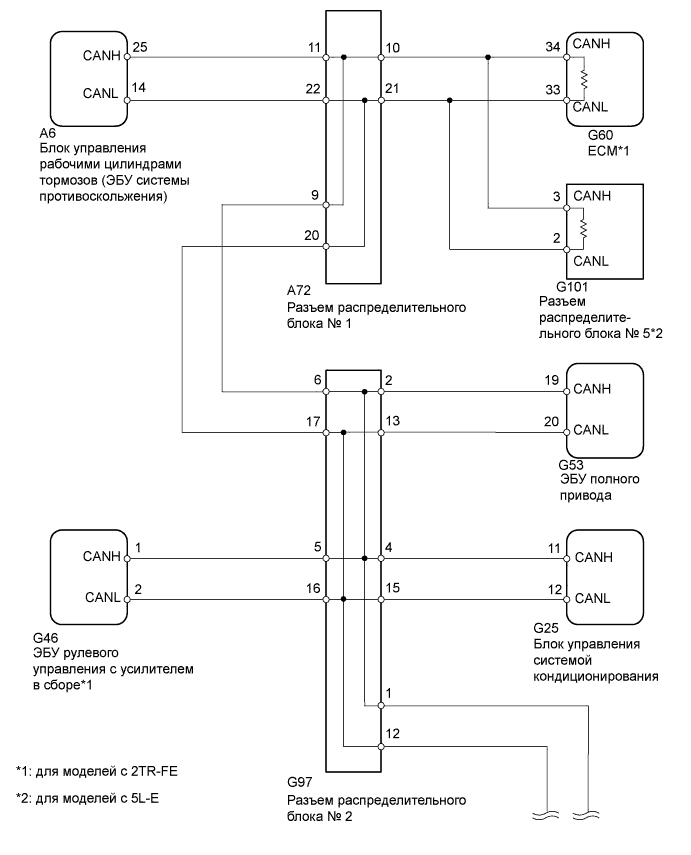 CANH 25
CANL 14
A6
Блок управления
рабочими цилиндрами
тормозов (ЭБУ системы
противоскольжения)
11 10
22 21
9
20
A72
Разъем распределительного
блока № 1
34 CANH
33 CANL
G60
ECM*1
3 CANH
2 CANL
G101
Разъем
распределите-
льного блока № 5*2
6 2
17 13
19 CANH
20 CANL
G53
ЭБУ полного
привода
CANH 1
CANL 2
G46
ЭБУ рулевого
управления с усилителем
в сборе*1
5 4
16 15
11 CANH
12 CANL
G25
Блок управления
системой
кондиционирования
1
12
G97
Разъем распределительного
блока № 2
*1: для моделей с 2TR-FE
*2: для моделей с 5L-E